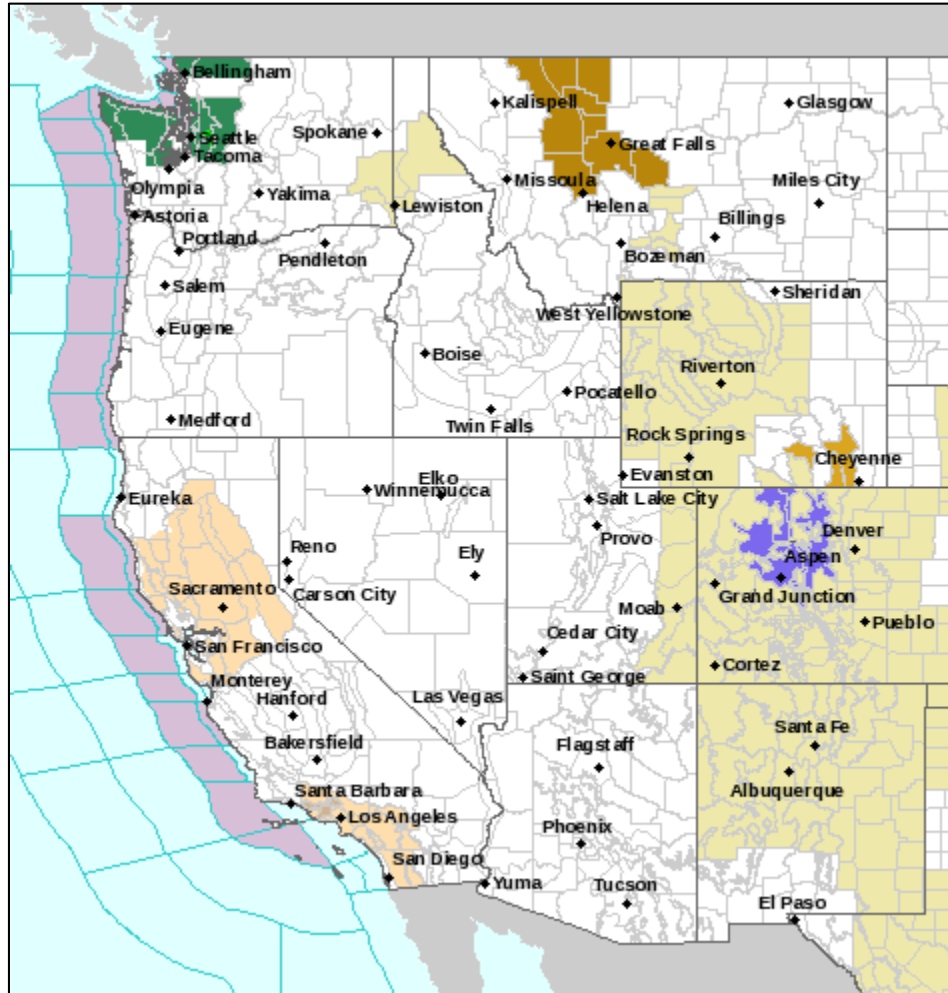 Bellingham
Kalispell
Glasgow
Spokane
Seattle
Great Falls
Tacoma
Olympia
Missoula
Miles City
Yakima
Lewiston
Helena
Astoria
Billings
Portland
Pendleton
Bozeman
Salem
Sheridan
West Yellowstone
Eugene
Boise
Riverton
Pocatello
Medford
Twin Falls
Rock Springs
Cheyenne
Evanston
Elko
Winnemucca
Eureka
Salt Lake City
Provo
Denver
Reno
Ely
Aspen
Carson City
Sacramento
Grand Junction
Moab
Pueblo
Cedar City
San Francisco
Cortez
Saint George
Monterey
Hanford
Las Vegas
Bakersfield
Flagstaff
Santa Fe
Albuquerque
Santa Barbara
Los Angeles
Phoenix
San Diego
Yuma
Tucson
El Paso